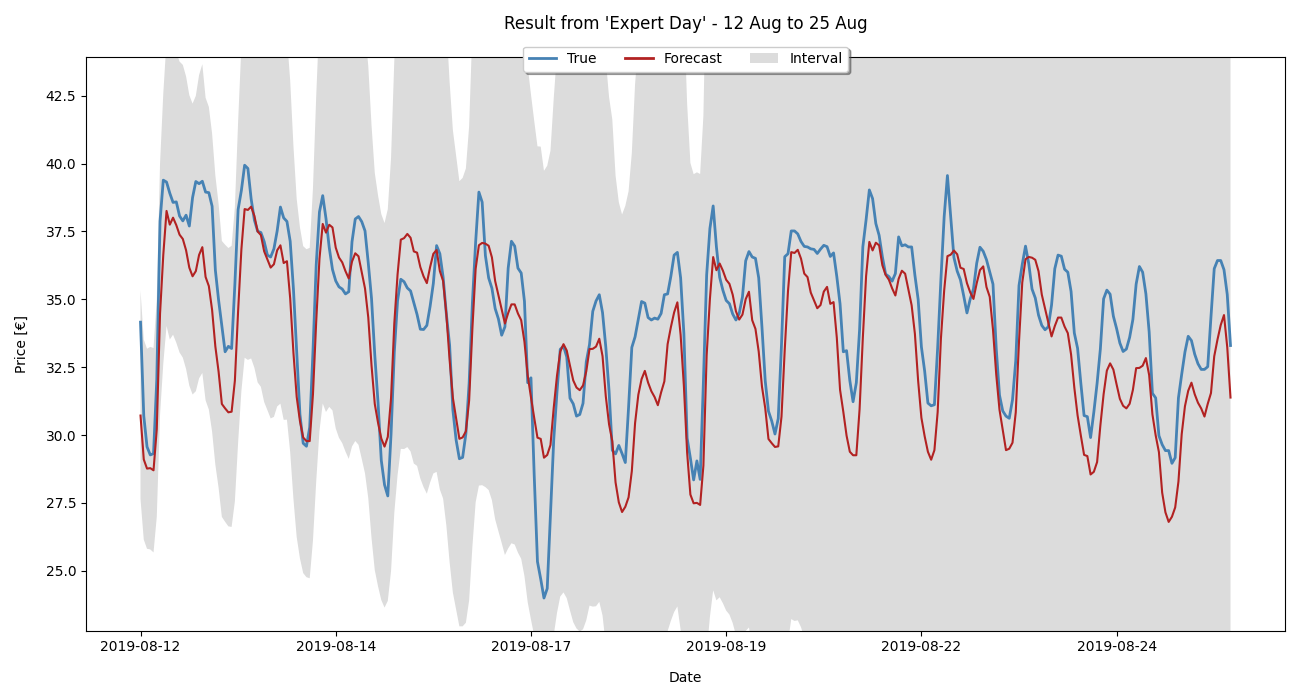 Result from 'Expert Day' - 12 Aug to 25 Aug
True Forecast Interval
42.5
40.0
37.5
35.0
32.5
30.0
27.5
25.0
Price [€]
2019-08-12 2019-08-14 2019-08-17 2019-08-19 2019-08-22 2019-08-24
Date